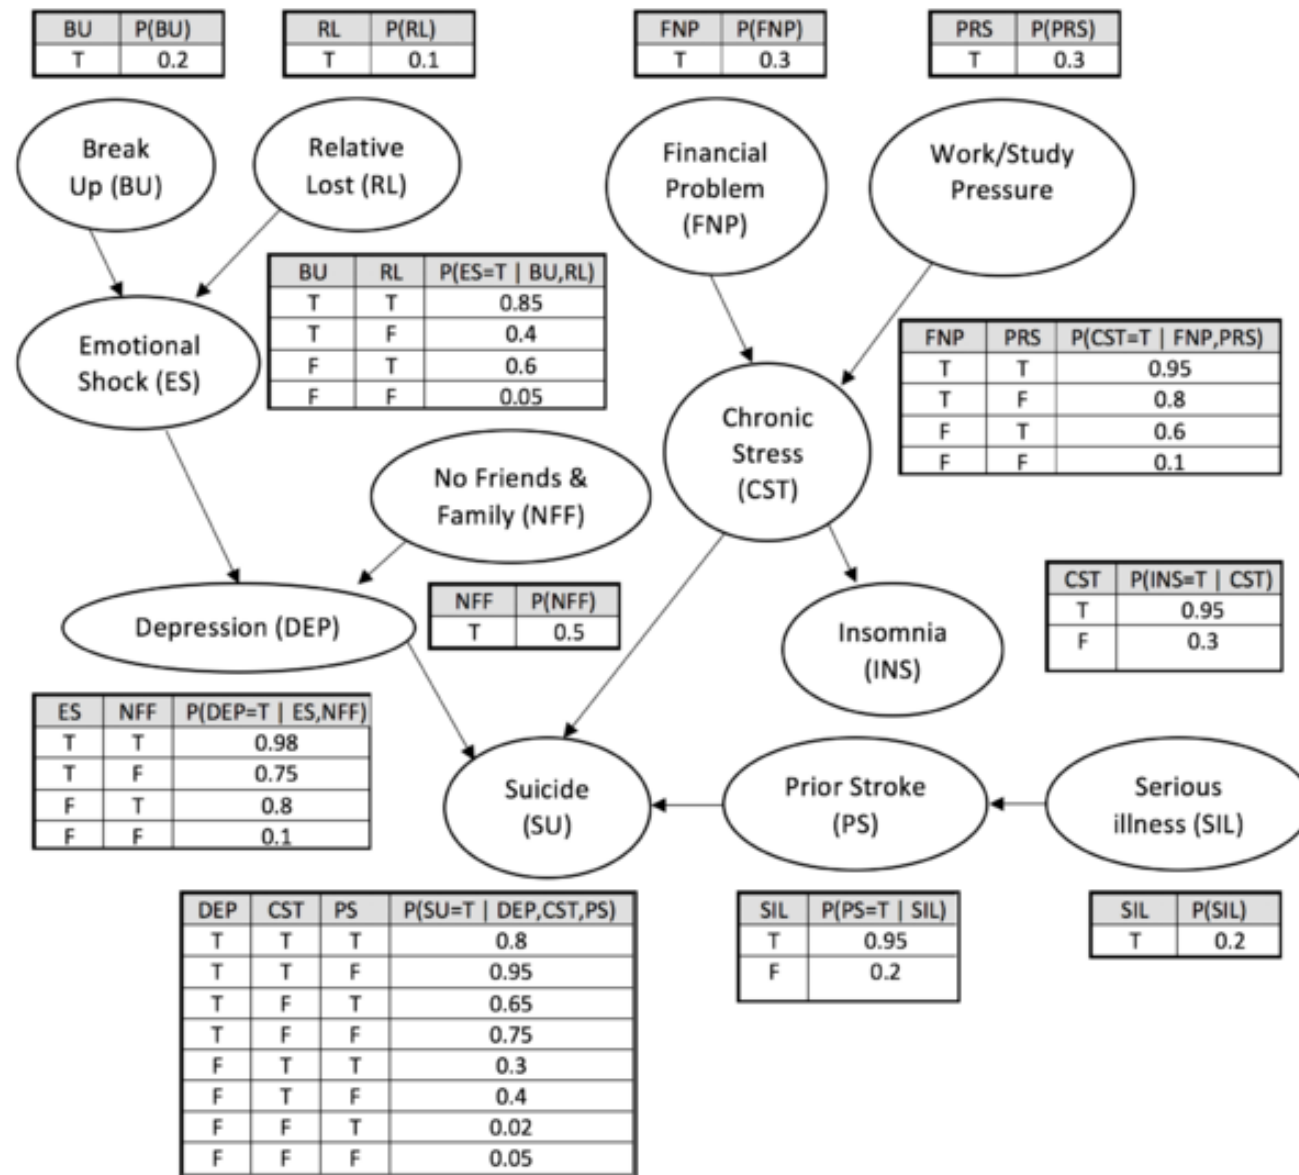 BU P(BU)
T 0.2
RL P(RL)
T 0.1
FNP P(FNP)
T 0.3
PRS P(PRS)
T 0.3
Break
Up (BU)
Relative
Lost (RL)
Financial
Problem
(FNP)
Work/Study
Pressure
BU RL P(ES=T | BU,RL)
T T 0.85
T F 0.4
F T 0.6
F F 0.05
Emotional
Shock (ES)
FNP PRS P(CST=T | FNP,PRS)
T T 0.95
T F 0.8
F T 0.6
F F 0.1
Chronic
Stress
(CST)
No Friends &
Family (NFF)
NFF P(NFF)
T 0.5
CST P(INS=T | CST)
T 0.95
F 0.3
Depression (DEP)
Insomnia
(INS)
ES NFF P(DEP=T | ES,NFF)
T T 0.98
T F 0.75
F T 0.8
F F 0.1
Suicide
(SU)
Prior Stroke
(PS)
Serious
illness (SIL)
DEP CST PS P(SU=T | DEP,CST,PS)
T T T 0.8
T T F 0.95
T F T 0.65
T F F 0.75
F T T 0.3
F T F 0.4
F F T 0.02
F F F 0.05
SIL P(PS=T | SIL)
T 0.95
F 0.2
SIL P(SIL)
T 0.2